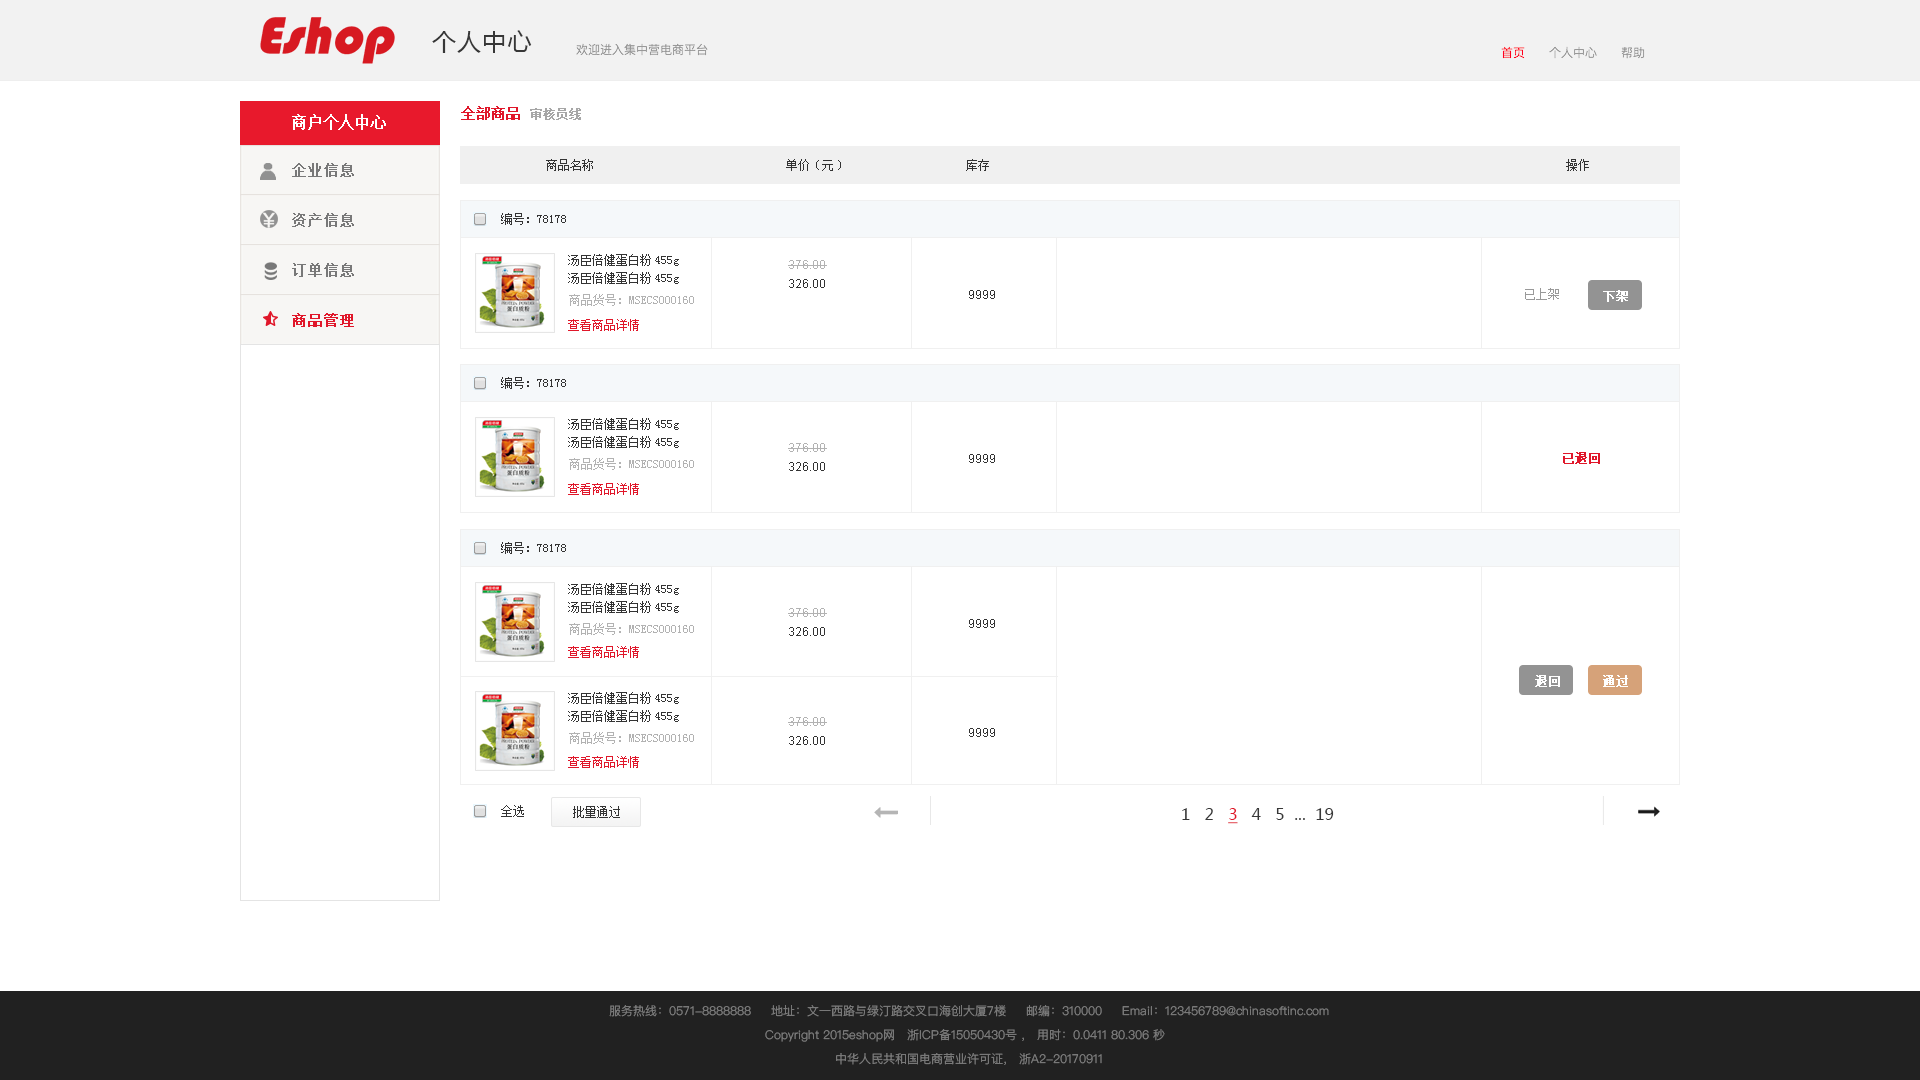 Eshop 个人中心 欢迎进入集中营电商平台 首页 个人中心 帮助
商户个人中心
企业信息
资产信息
订单信息
商品管理
全部商品 审核员线
商品名称 单价（元） 库存 操作
编号：78178
汤臣倍健蛋白粉 455g
汤臣倍健蛋白粉 455g
商品货号：MSECS000160
查看商品详情
376.00
326.00
9999
已上架 下架
编号：78178
汤臣倍健蛋白粉 455g
汤臣倍健蛋白粉 455g
商品货号：MSECS000160
查看商品详情
376.00
326.00
9999
已退回
编号：78178
汤臣倍健蛋白粉 455g
汤臣倍健蛋白粉 455g
商品货号：MSECS000160
查看商品详情
376.00
326.00
9999
汤臣倍健蛋白粉 455g
汤臣倍健蛋白粉 455g
商品货号：MSECS000160
查看商品详情
376.00
326.00
9999
退回 通过
全选 批量通过 1 2 3 4 5 ... 19
服务热线：0571-8888888 地址：文一西路与绿汀路交叉口海创大厦7楼 邮编：310000 Email：123456789@chinasoftinc.com
Copyright 2015eshop网 浙ICP备15050430号， 用时：0.0411 80.306 秒
中华人民共和国电商营业许可证， 浙A2-20170911